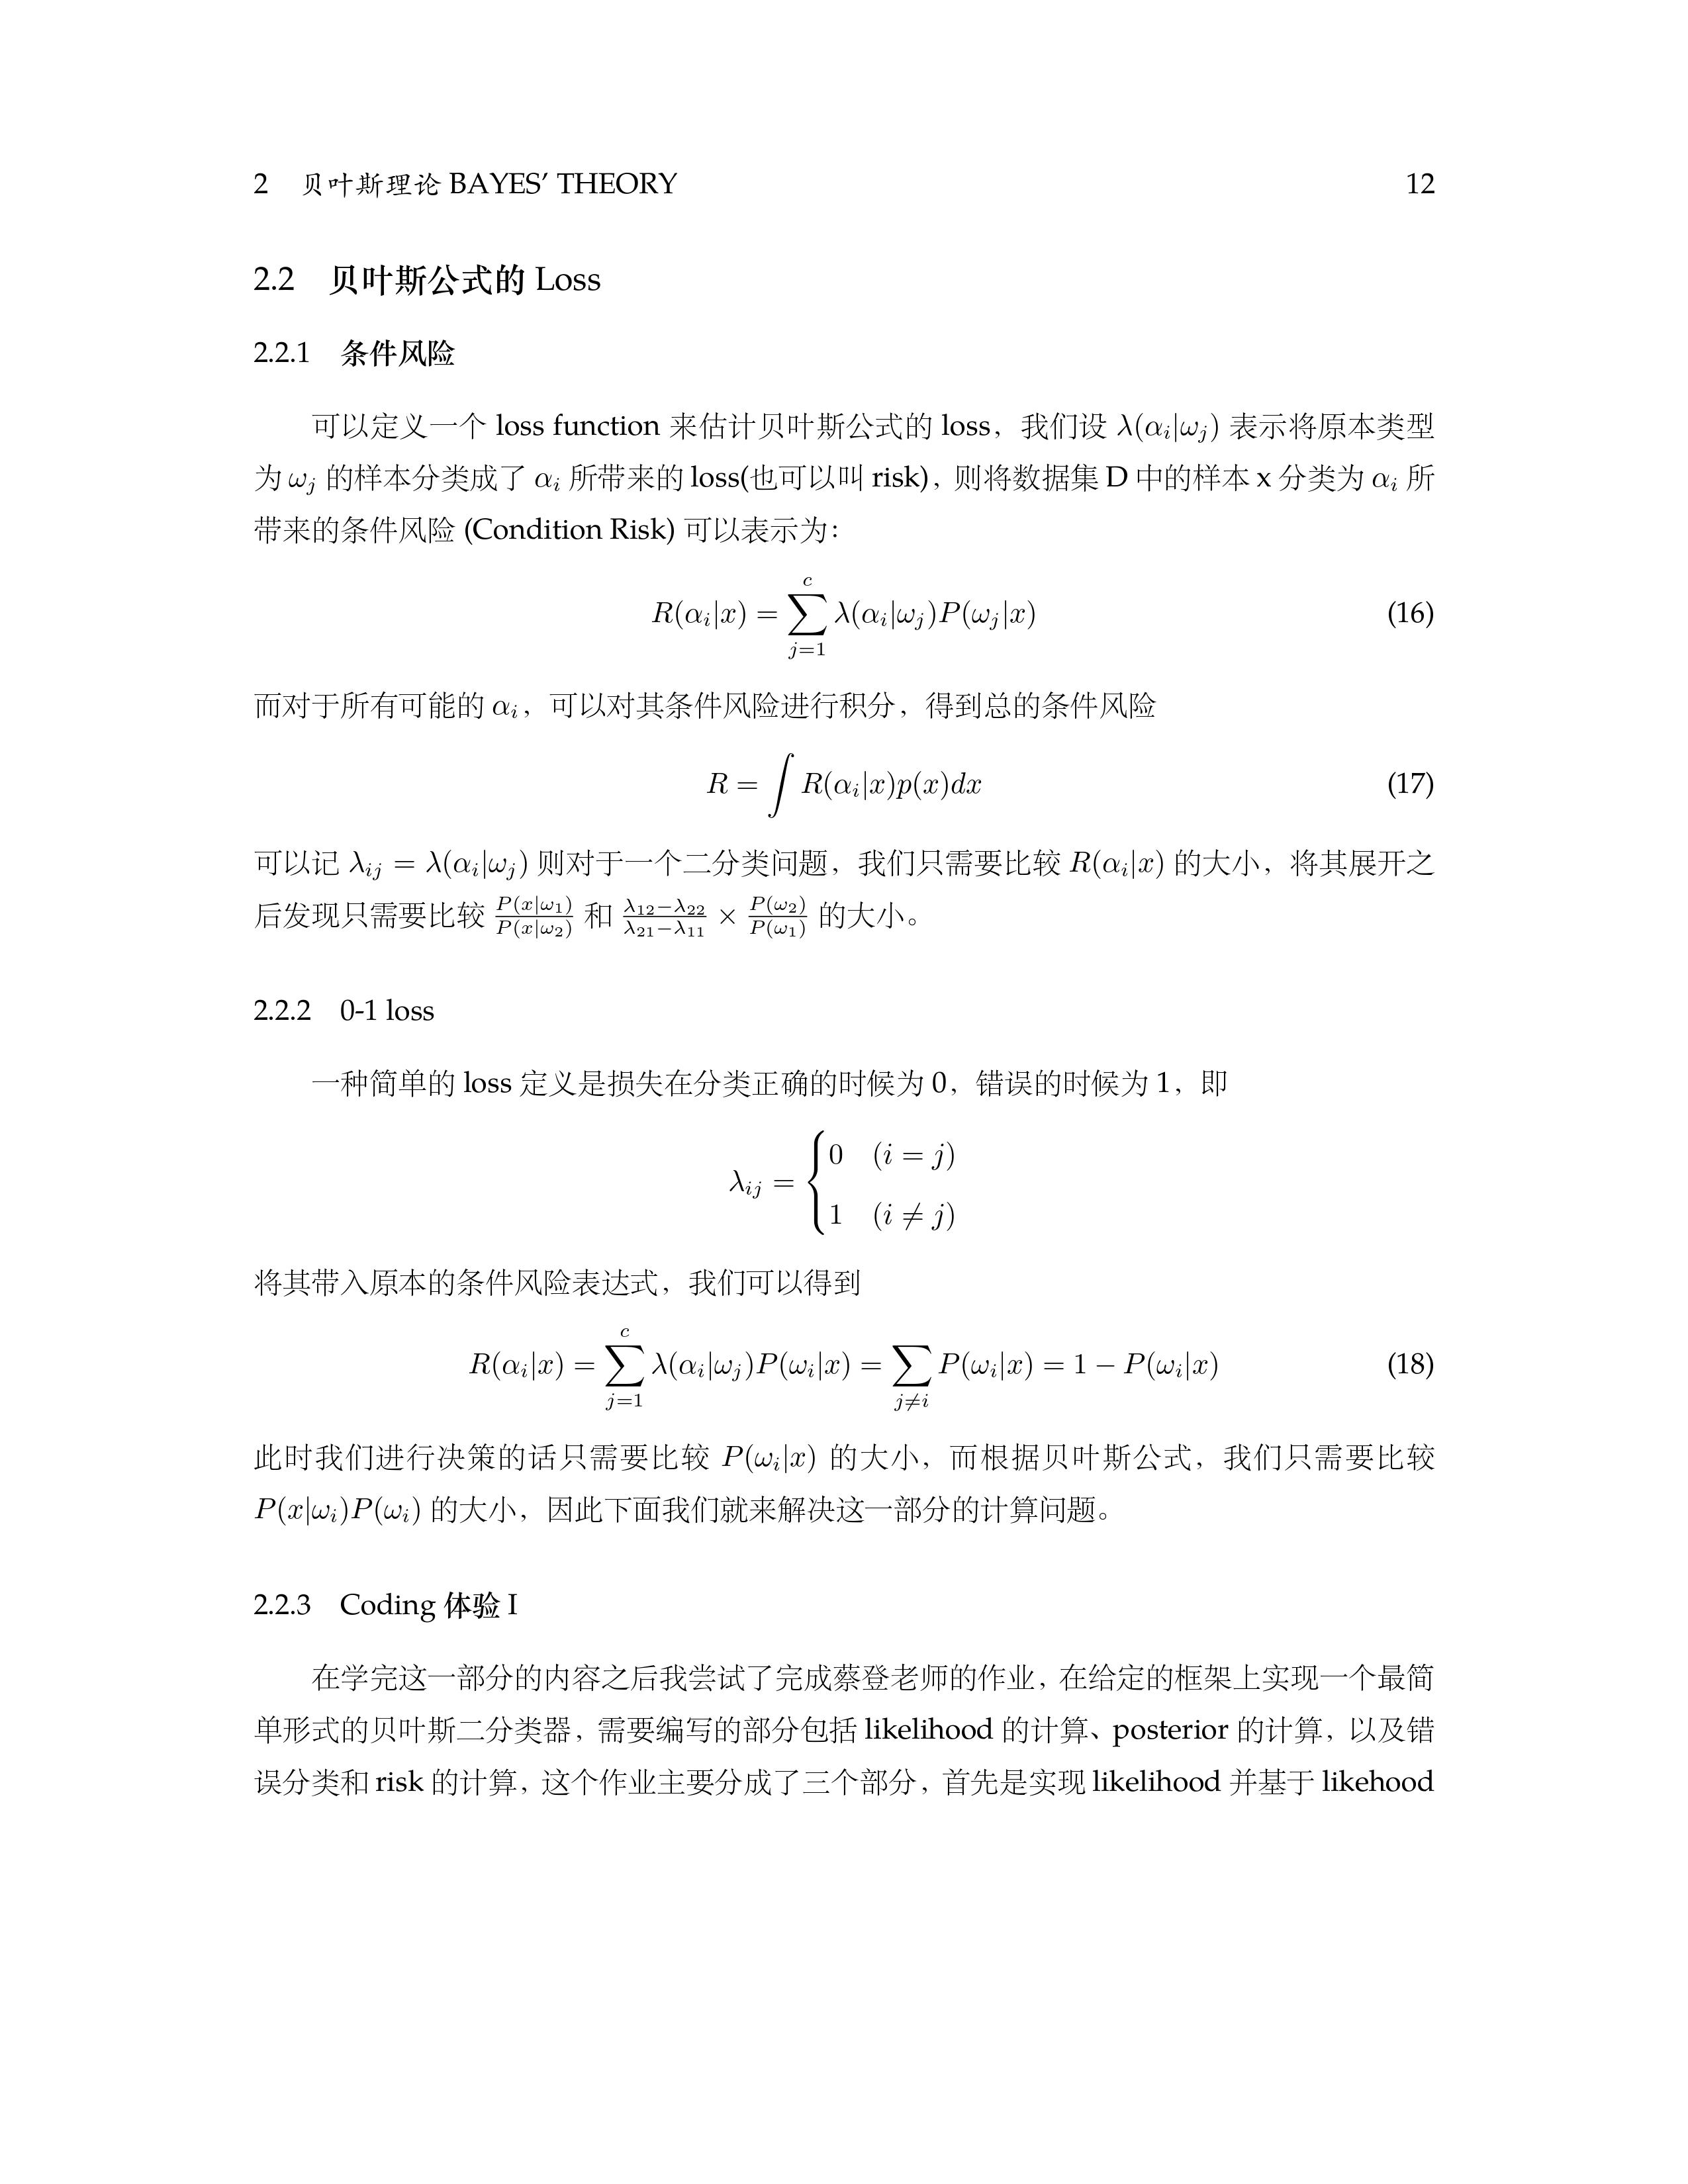 2 贝叶斯理论 BAYES’ THEORY 12
2.2 贝叶斯公式的 Loss
2.2.1 条件风险
可以定义一个 loss function 来估计贝叶斯公式的 loss，我们设 λ(αᵢ|ωⱼ) 表示将原本类型
为 ωⱼ 的样本分类成了 αᵢ 所带来的 loss(也可以叫 risk)，则将数据集 D 中的样本 x 分类为 αᵢ 所
带来的条件风险 (Condition Risk) 可以表示为：
$R(\alpha_i|x) = \sum_{j=1}^{c} \lambda(\alpha_i|\omega_j)P(\omega_j|x)$ (16)
而对于所有可能的 αᵢ，可以对其条件风险进行积分，得到总的条件风险
$R = \int R(\alpha_i|x)p(x)dx$ (17)
可以记 $\lambda_{ij} = \lambda(\alpha_i|\omega_j)$ 则对于一个二分类问题，我们只需要比较 $R(\alpha_i|x)$ 的大小，将其展开之
后发现只需要比较 $\frac{P(x|\omega_1)}{P(x|\omega_2)}$ 和 $\frac{\lambda_{12}-\lambda_{22}}{\lambda_{21}-\lambda_{11}} \times \frac{P(\omega_2)}{P(\omega_1)}$ 的大小。
2.2.2 0-1 loss
一种简单的 loss 定义是损失在分类正确的时候为 0，错误的时候为 1，即
$\lambda_{ij} = \begin{cases} 0 & (i = j) \\ 1 & (i \neq j) \end{cases}$
将其带入原本的条件风险表达式，我们可以得到
$R(\alpha_i|x) = \sum_{j=1}^{c} \lambda(\alpha_i|\omega_j)P(\omega_i|x) = \sum_{j \neq i} P(\omega_i|x) = 1 - P(\omega_i|x)$ (18)
此时我们进行决策的话只需要比较 $P(\omega_i|x)$ 的大小，而根据贝叶斯公式，我们只需要比较
$P(x|\omega_i)P(\omega_i)$ 的大小，因此下面我们就来解决这一部分的计算问题。
2.2.3 Coding 体验 I
在学完这一部分的内容之后我尝试了完成蔡登老师的作业，在给定的框架上实现一个最简
单形式的贝叶斯二分类器，需要编写的部分包括 likelihood 的计算、posterior 的计算，以及错
误分类和 risk 的计算，这个作业主要分成了三个部分，首先是实现 likelihood 并基于 likehood